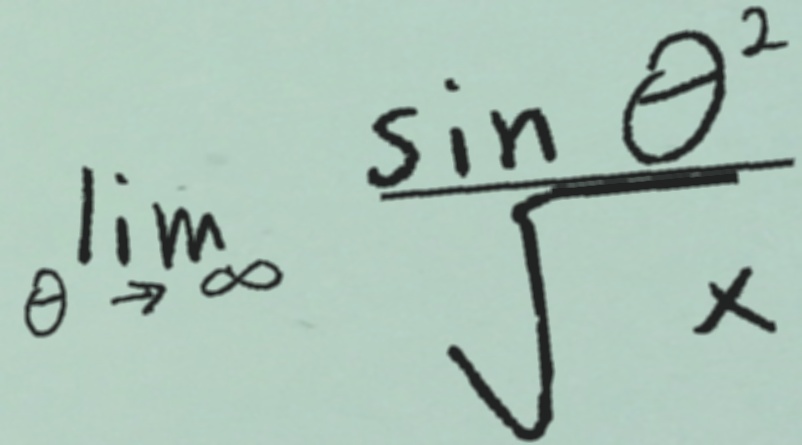 lim θ → ∞ sin θ² / √x